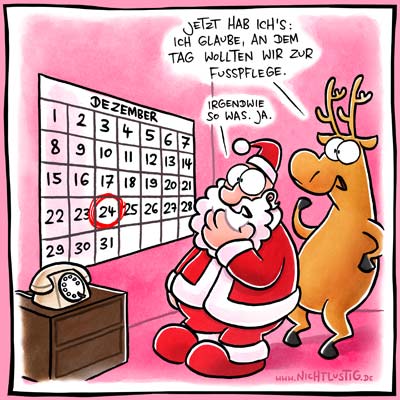 JETZT HAB ICH'S:
ICH GLAUBE, AN DEM
TAG WOLLTEN WIR ZUR
FUSSPFLEGE.
IRGENDWIE
SO WAS. JA.
DEZEMBER
1 2 3 4 5 6 7
8 9 10 11 12 13 14
15 16 17 18 19 20 21
22 23 24 25 26 27 28
29 30 31
WWW.NICHTLUSTIG.DE